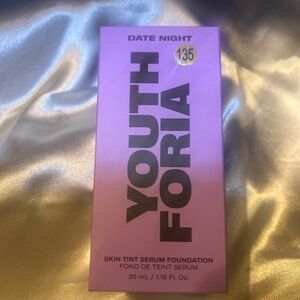 DATE NIGHT
135
YOUTH
FORIA
SKIN TINT SERUM FOUNDATION
FOND DE TEINT SERUM
35 mL / 1.18 Fl. Oz.